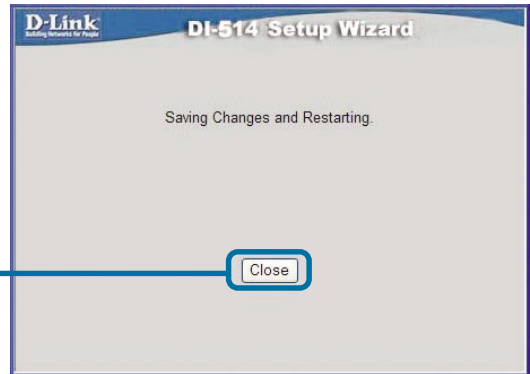 D-Link
Building Networks for People
DI-514 Setup Wizard
Saving Changes and Restarting.
Close